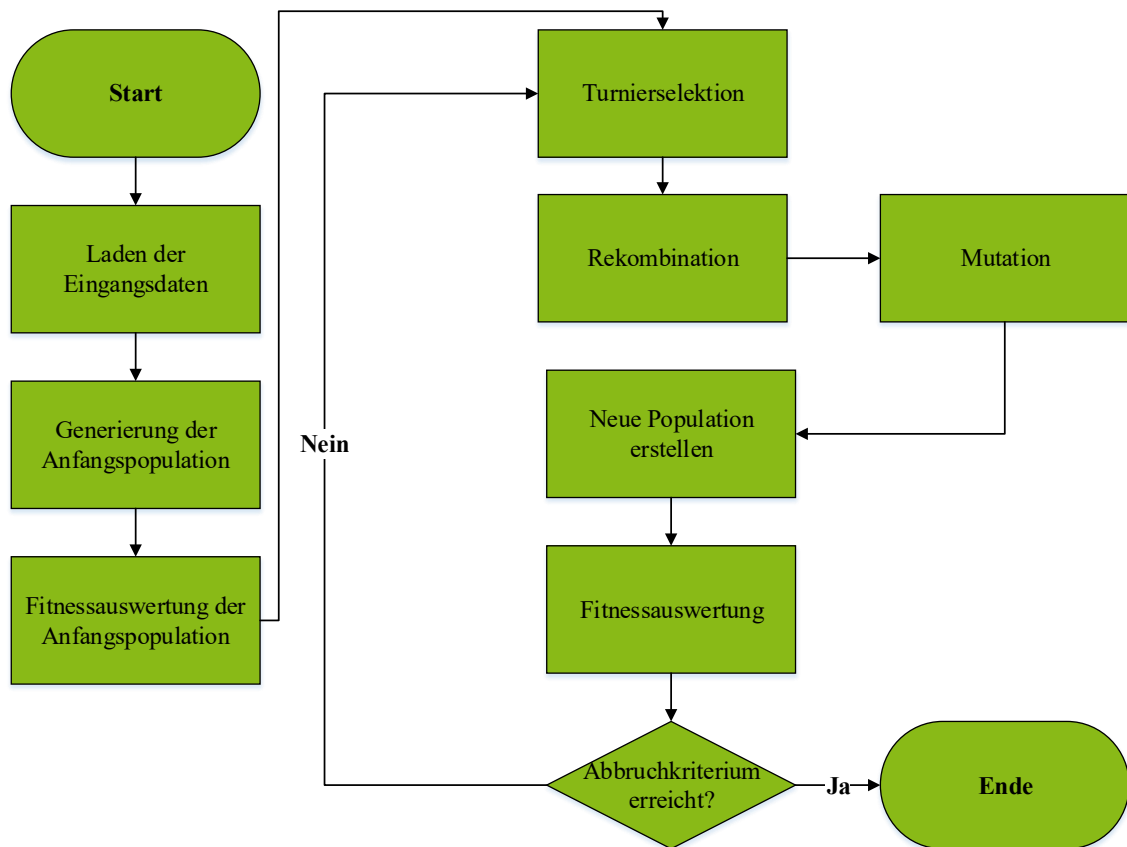 Start
Laden der
Eingangsdaten
Generierung der
Anfangspopulation
Fitnessauswertung der
Anfangspopulation
Turnierselektion
Rekombination
Mutation
Neue Population
erstellen
Fitnessauswertung
Abbruchkriterium
erreicht?
Nein
Ja
Ende